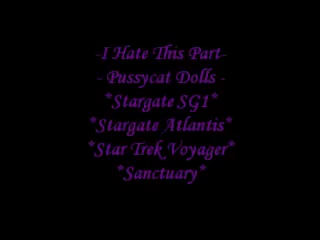 -I Hate This Part-
- Pussycat Dolls -
*Stargate SG1*
*Stargate Atlantis*
*Star Trek Voyager*
*Sanctuary*